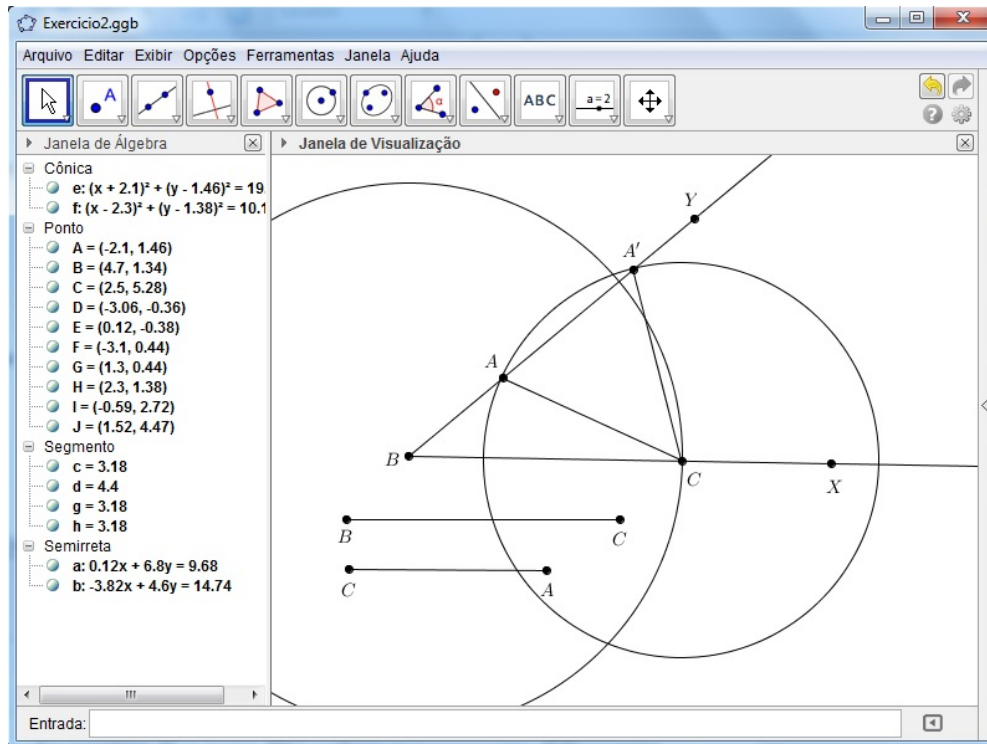 Exercicio2.ggb
Arquivo Editar Exibir Opções Ferramentas Janela Ajuda
A
α
ABC
a=2
Janela de Álgebra
Janela de Visualização
Cônica
e: (x + 2.1)² + (y - 1.46)² = 19.
f: (x - 2.3)² + (y - 1.38)² = 10.1
Ponto
A = (-2.1, 1.46)
B = (4.7, 1.34)
C = (2.5, 5.28)
D = (-3.06, -0.36)
E = (0.12, -0.38)
F = (-3.1, 0.44)
G = (1.3, 0.44)
H = (2.3, 1.38)
I = (-0.59, 2.72)
J = (1.52, 4.47)
Segmento
c = 3.18
d = 4.4
g = 3.18
h = 3.18
Semirreta
a: 0.12x + 6.8y = 9.68
b: -3.82x + 4.6y = 14.74
Y
A'
A
B
C
X
B C
C A
Entrada: